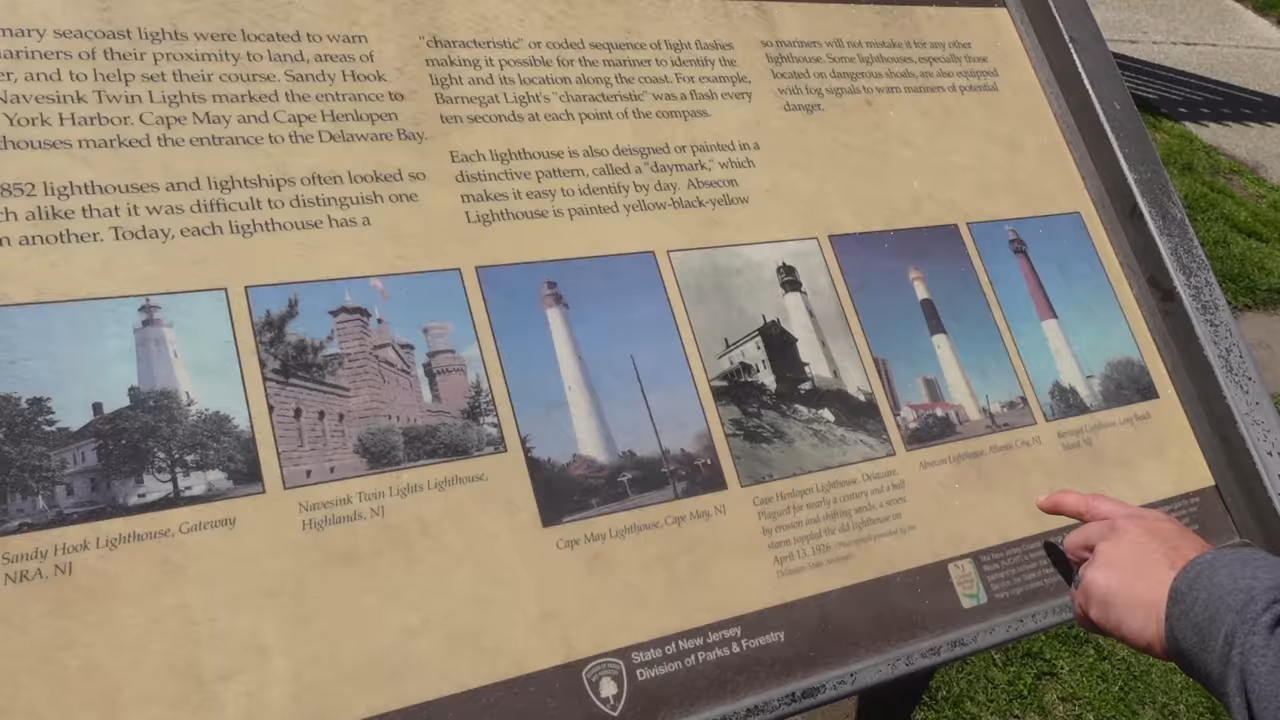 mary seacoast lights were located to warn
ariners of their proximity to land, areas of
er, and to help set their course. Sandy Hook
Navesink Twin Lights marked the entrance to
York Harbor. Cape May and Cape Henlopen
thouses marked the entrance to the Delaware Bay.
852 lighthouses and lightships often looked so
ch alike that it was difficult to distinguish one
n another. Today, each lighthouse has a
"characteristic" or coded sequence of light flashes
making it possible for the mariner to identify the
light and its location along the coast. For example,
Barnegat Light's "characteristic" was a flash every
ten seconds at each point of the compass.
Each lighthouse is also deisgned or painted in a
distinctive pattern, called a "daymark," which
makes it easy to identify by day. Absecon
Lighthouse is painted yellow-black-yellow
so mariners will not mistake it for any other
lighthouse. Some lighthouses, especially those
located on dangerous shoals, are also equipped
with fog signals to warn mariners of potential
danger.
Sandy Hook Lighthouse, Gateway
NRA, NJ
Navesink Twin Lights Lighthouse,
Highlands, NJ
Cape May Lighthouse, Cape May, NJ
Cape Henlopen Lighthouse, Delaware.
Plagued for nearly a century and a half
by erosion and shifting sands, a severe
storm toppled the old lighthouse on
April 13, 1926. (Photograph provided by the
Delaware State Archives)
Absecon Lighthouse, Atlantic City, NJ
Barnegat Lighthouse, Long Beach
Island, NJ
State of New Jersey
Division of Parks & Forestry